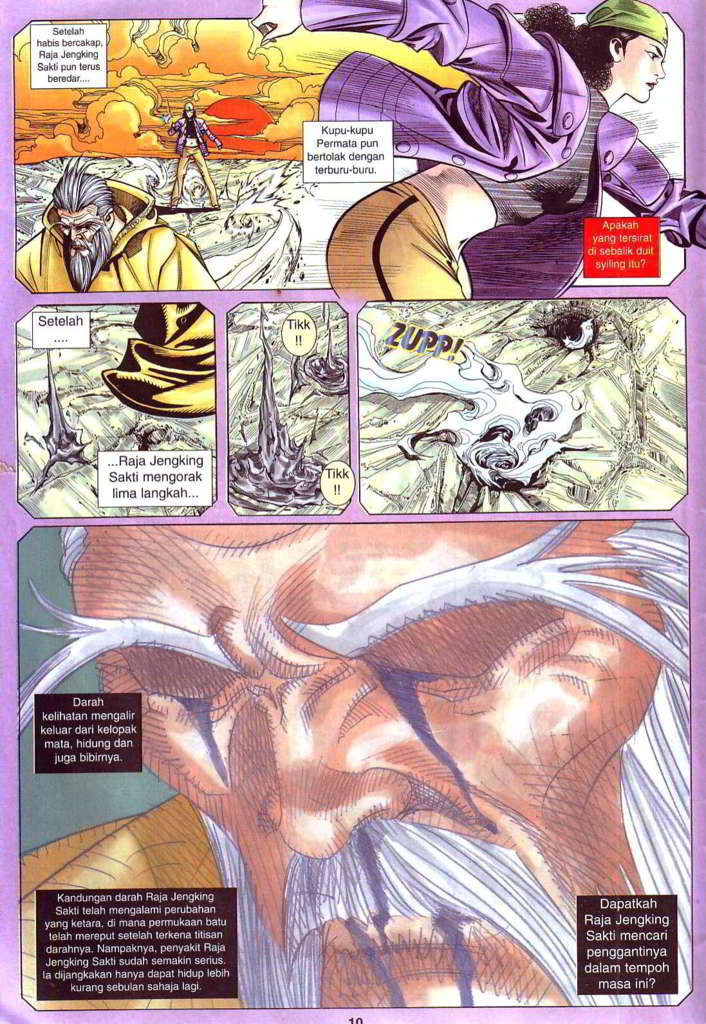 Setelah
habis bercakap,
Raja Jengking
Sakti pun terus
beredar....
Kupu-kupu
Permata pun
bertolak dengan
terburu-buru.
Apakah
yang tersirat
di sebalik duit
syiling itu?
Setelah
....
...Raja Jengking
Sakti mengorak
lima langkah...
Tikk
!!
Tikk
!!
ZUPP!
Darah
kelihatan mengalir
keluar dari kelopak
mata, hidung dan
juga bibirnya.
Kandungan darah Raja Jengking
Sakti telah mengalami perubahan
yang ketara, di mana permukaan batu
telah mereput setelah terkena titisan
darahnya. Nampaknya, penyakit Raja
Jengking Sakti sudah semakin serius.
Ia dijangkakan hanya dapat hidup lebih
kurang sebulan sahaja lagi.
Dapatkah
Raja Jengking
Sakti mencari
penggantinya
dalam tempoh
masa ini?
10